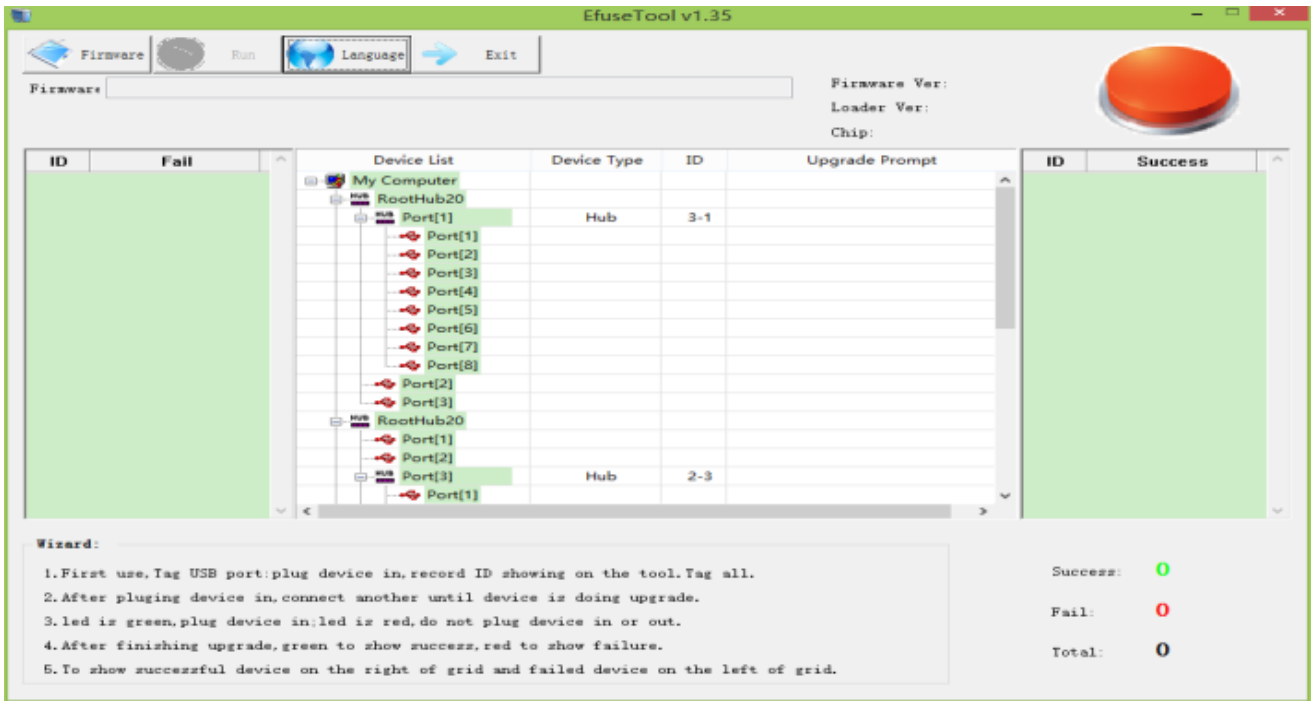 EfuseTool v1.35
Firmware Run Language Exit
Firmware
Firmware Ver:
Loader Ver:
Chip:
ID Fail
Device List Device Type ID Upgrade Prompt
ID Success
My Computer
RootHub20
Port[1] Hub 3-1
Port[1]
Port[2]
Port[3]
Port[4]
Port[5]
Port[6]
Port[7]
Port[8]
Port[2]
Port[3]
RootHub20
Port[1]
Port[2]
Port[3] Hub 2-3
Port[1]
Wizard:
1.First use,Tag USB port:plug device in,record ID showing on the tool.Tag all.
2.After pluging device in,connect another until device is doing upgrade.
3.led is green,plug device in;led is red,do not plug device in or out.
4.After finishing upgrade,green to show success,red to show failure.
5.To show successful device on the right of grid and failed device on the left of grid.
Success: 0
Fail: 0
Total: 0